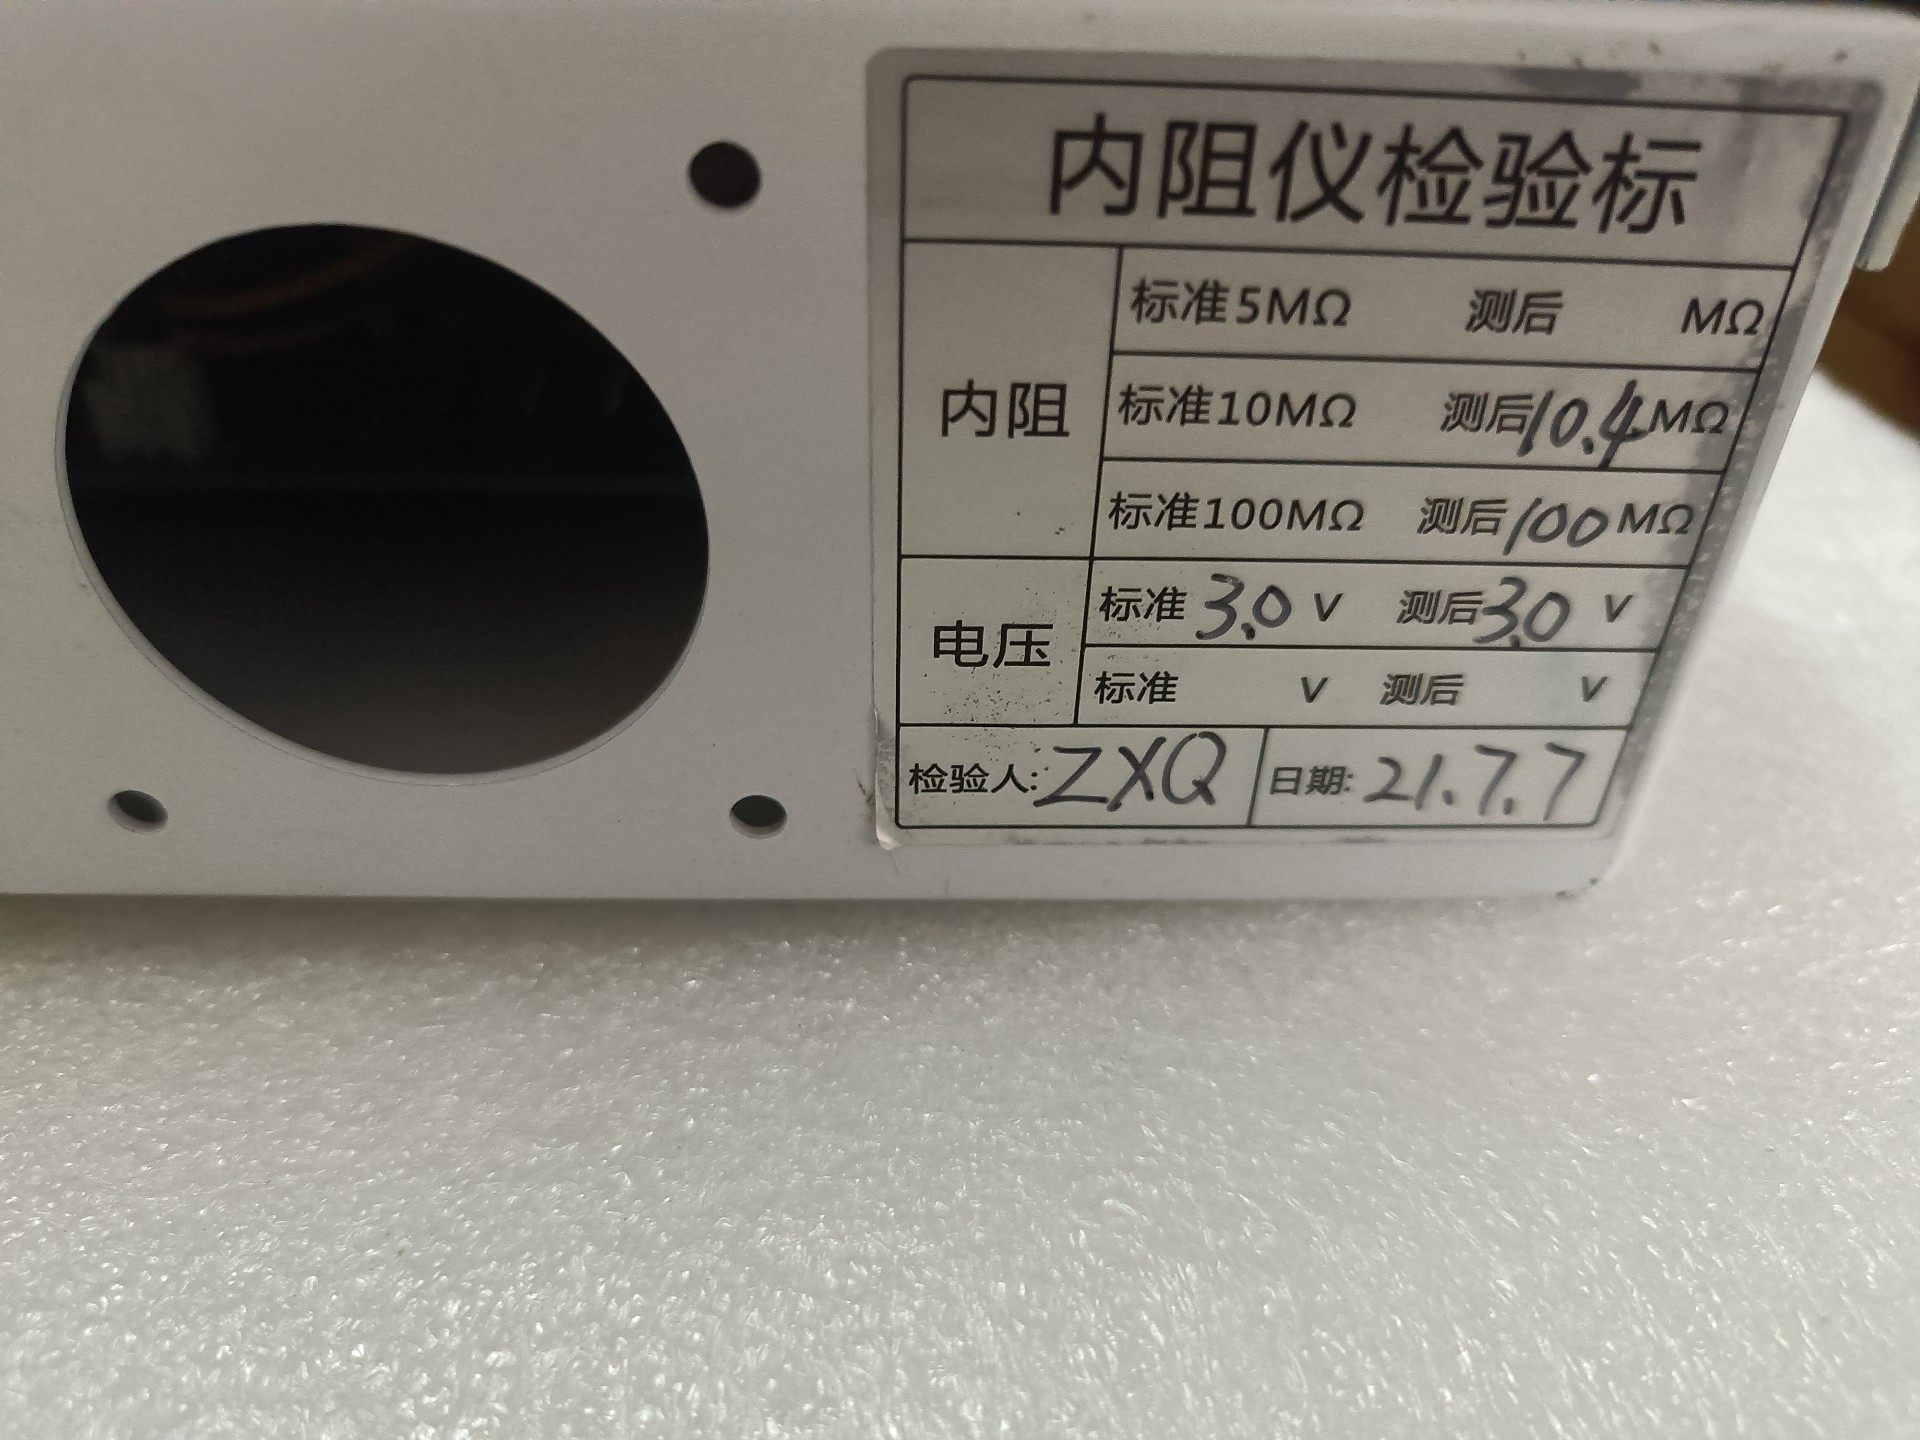 内阻仪检验标
内阻
标准5MΩ 测后 MΩ
标准10MΩ 测后10.4MΩ
标准100MΩ 测后100MΩ
电压
标准3.0V 测后3.0V
标准 V 测后 V
检验人:ZXQ 日期:21.7.7